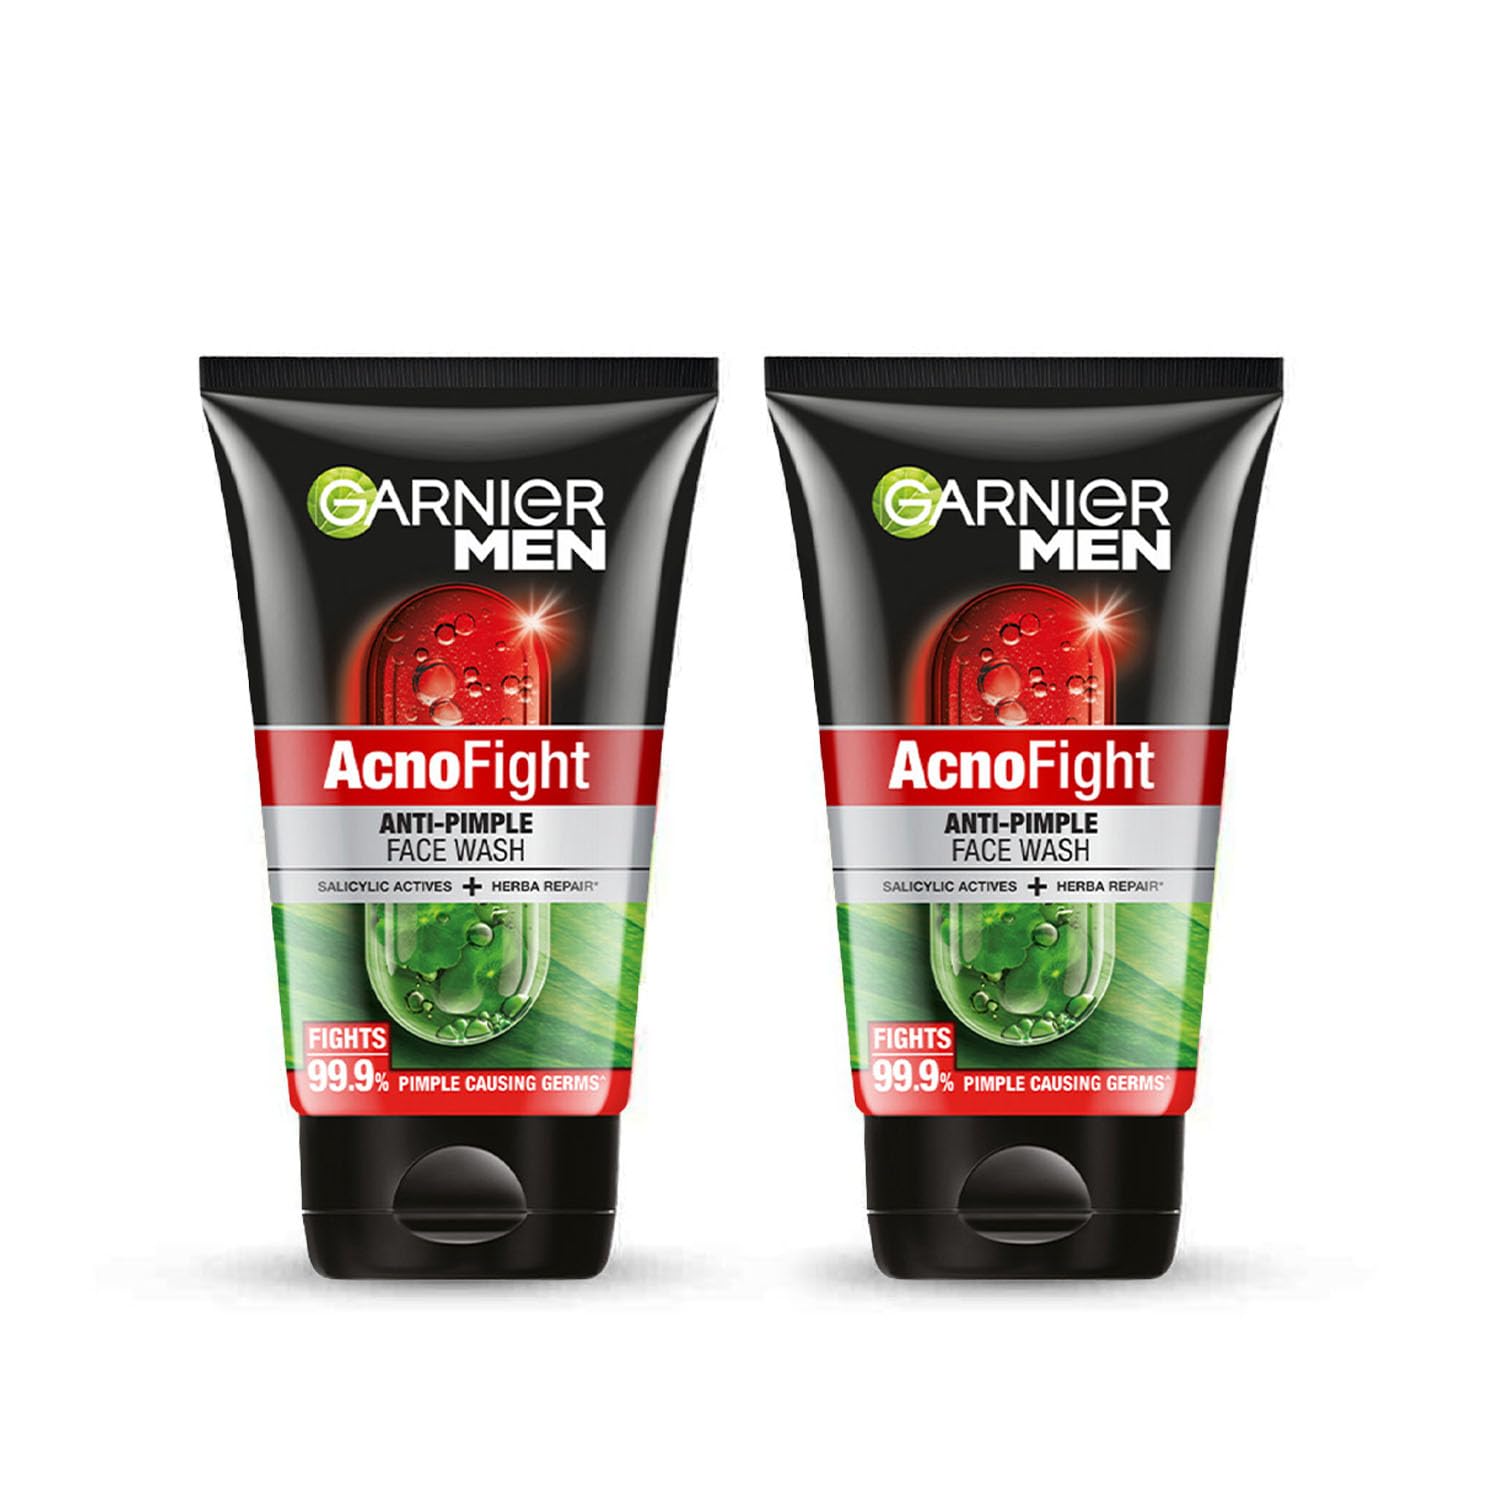 GARNIER
MEN
AcnoFight
ANTI-PIMPLE
FACE WASH
SALICYLIC ACTIVES + HERBA REPAIR*
FIGHTS
99.9% PIMPLE CAUSING GERMS^
GARNIER
MEN
AcnoFight
ANTI-PIMPLE
FACE WASH
SALICYLIC ACTIVES + HERBA REPAIR*
FIGHTS
99.9% PIMPLE CAUSING GERMS^